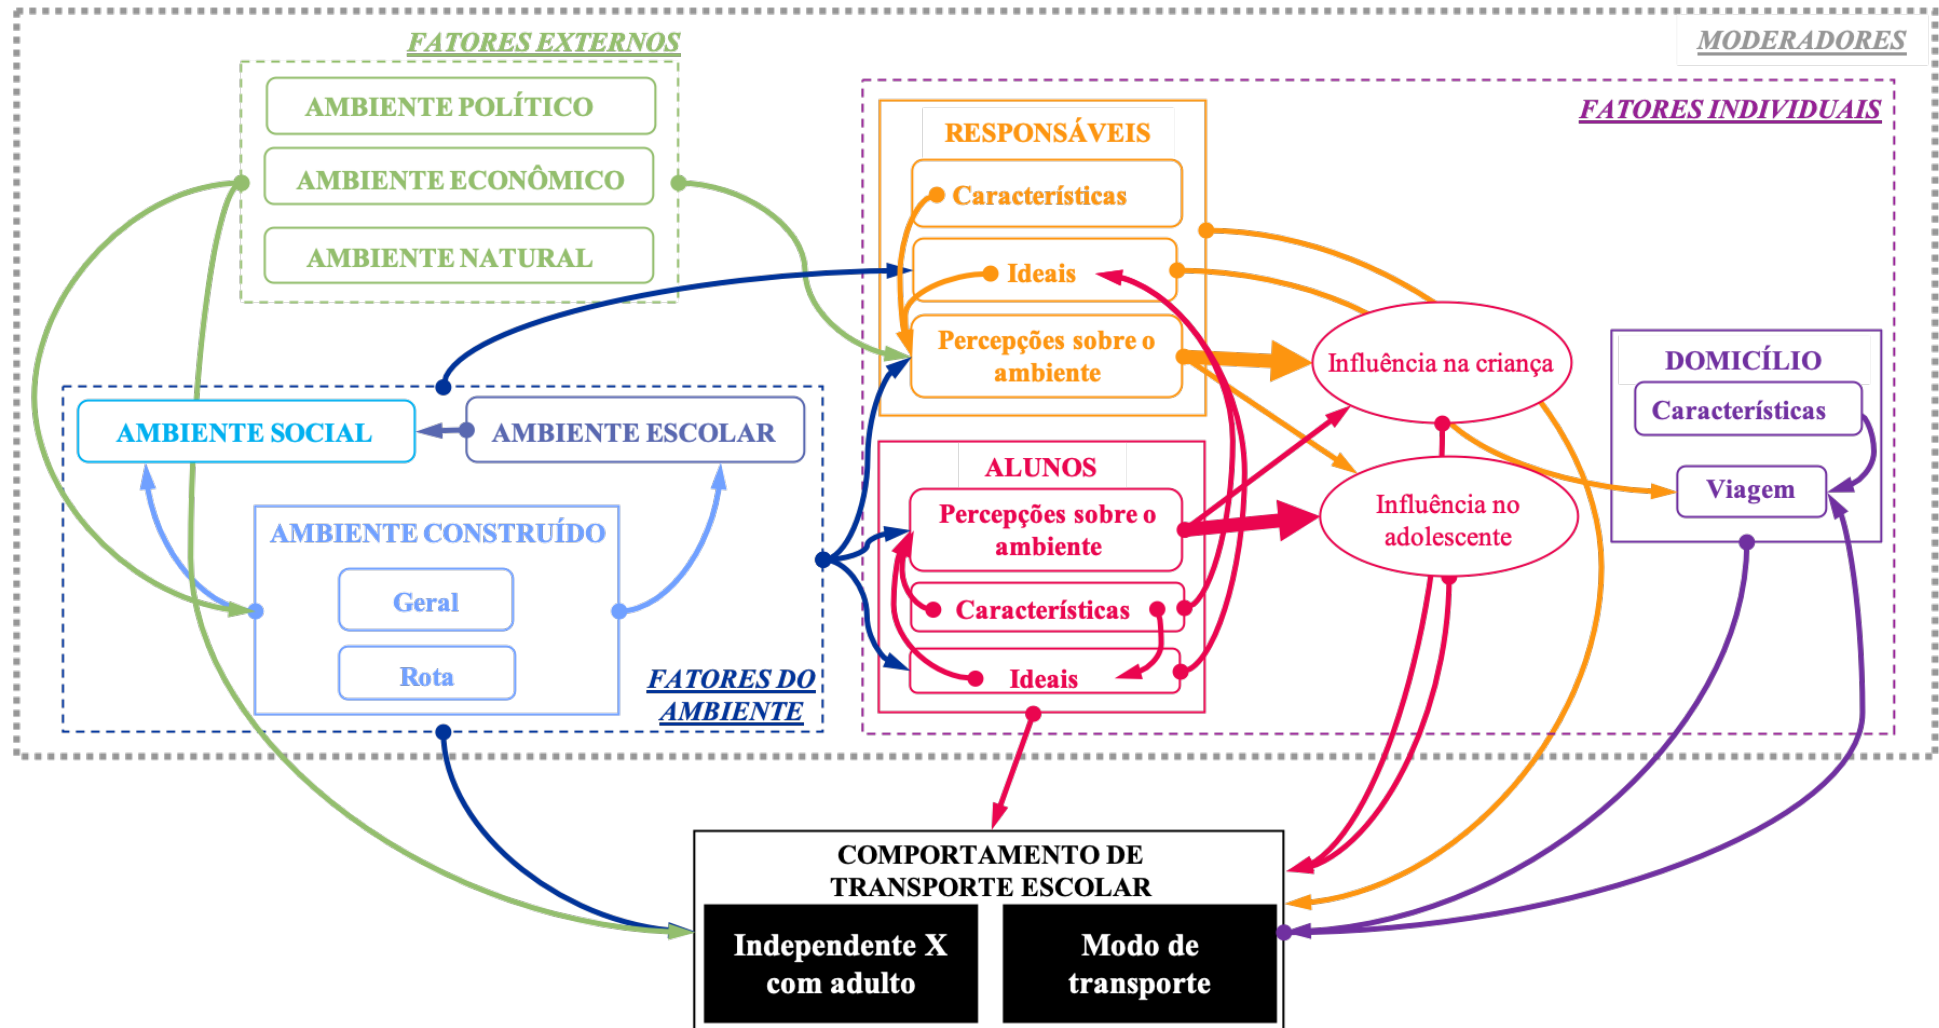 FATORES EXTERNOS
MODERADORES
AMBIENTE POLÍTICO
AMBIENTE ECONÔMICO
AMBIENTE NATURAL
FATORES INDIVIDUAIS
RESPONSÁVEIS
Características
Ideais
Percepções sobre o
ambiente
Influência na criança
DOMICÍLIO
Características
Viagem
AMBIENTE SOCIAL
AMBIENTE ESCOLAR
AMBIENTE CONSTRUÍDO
Geral
Rota
FATORES DO
AMBIENTE
ALUNOS
Percepções sobre o
ambiente
Características
Ideais
Influência no
adolescente
COMPORTAMENTO DE
TRANSPORTE ESCOLAR
Independente X
com adulto
Modo de
transporte